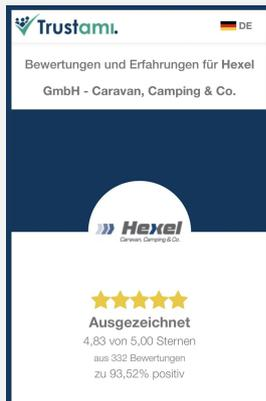 Trustami.
DE
Bewertungen und Erfahrungen für Hexel
GmbH - Caravan, Camping & Co.
Hexel
Caravan, Camping & Co.
Ausgezeichnet
4,83 von 5,00 Sternen
aus 332 Bewertungen
zu 93,52% positiv